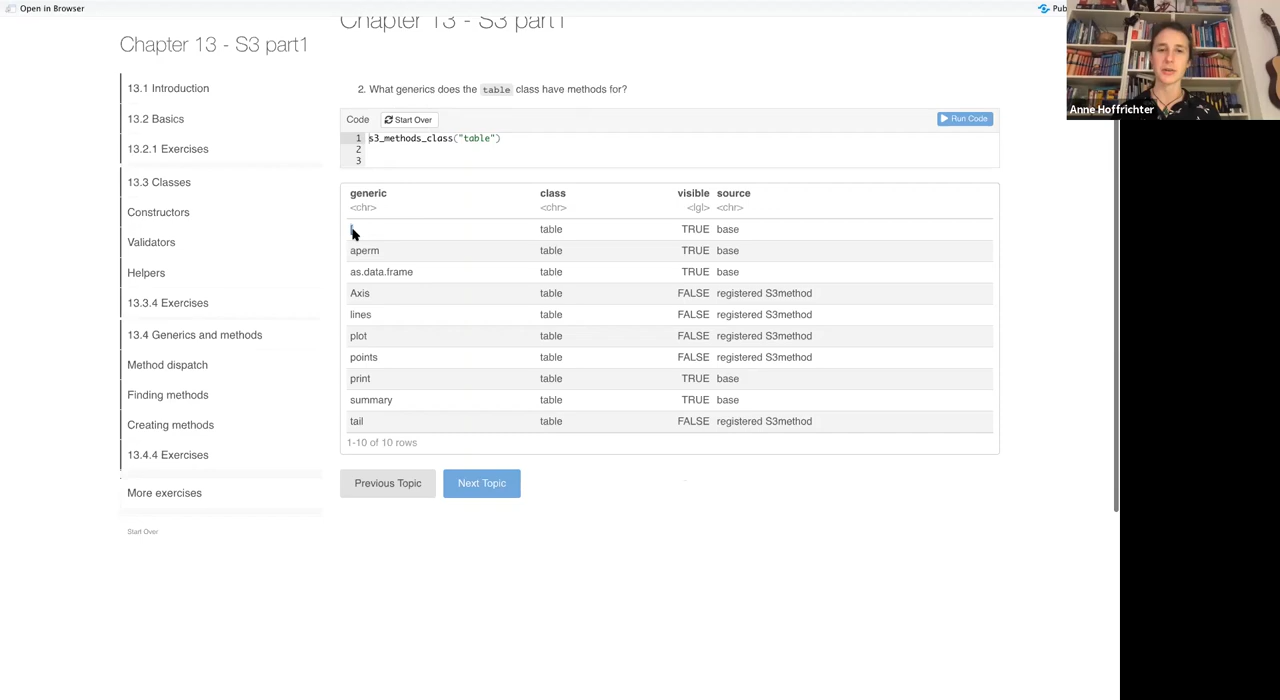 Open in Browser
Pub
Chapter 13 - S3 part1
Chapter 13 - S3 part1
Anne Hoffrichter
13.1 Introduction
13.2 Basics
13.2.1 Exercises
13.3 Classes
Constructors
Validators
Helpers
13.3.4 Exercises
13.4 Generics and methods
Method dispatch
Finding methods
Creating methods
13.4.4 Exercises
More exercises
Start Over
2. What generics does the table class have methods for?
Code Start Over Run Code
1 s3_methods_class("table")
2
3
generic class visible source
<chr> <chr> <lgl> <chr>
table TRUE base
aperm table TRUE base
as.data.frame table TRUE base
Axis table FALSE registered S3method
lines table FALSE registered S3method
plot table FALSE registered S3method
points table FALSE registered S3method
print table TRUE base
summary table TRUE base
tail table FALSE registered S3method
1-10 of 10 rows
Previous Topic Next Topic